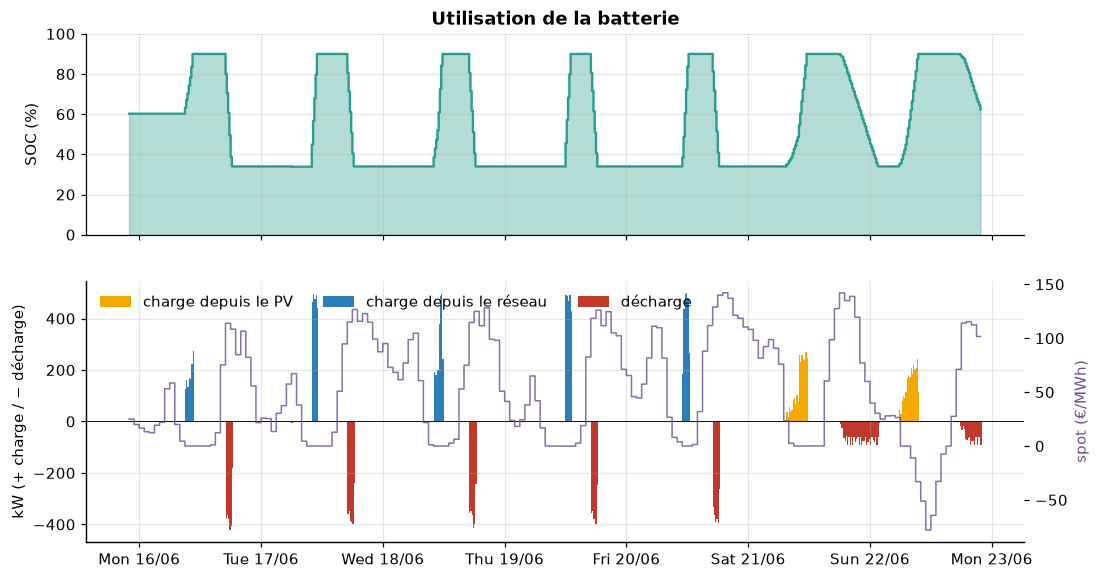 Utilisation de la batterie
100
80
60
40
20
0
SOC (%)
charge depuis le PV
charge depuis le réseau
décharge
400
200
0
−200
−400
kW (+ charge / − décharge)
150
100
50
0
−50
spot (€/MWh)
Mon 16/06
Tue 17/06
Wed 18/06
Thu 19/06
Fri 20/06
Sat 21/06
Sun 22/06
Mon 23/06